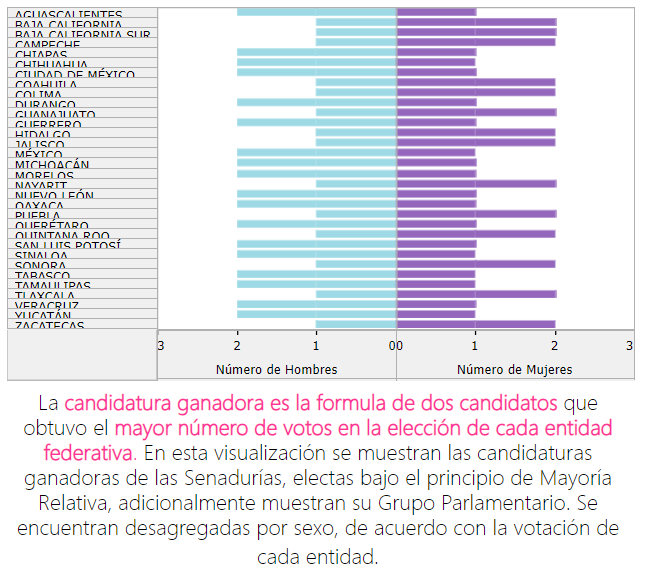 AGUASCALIENTES
BAJA CALIFORNIA
BAJA CALIFORNIA SUR
CAMPECHE
CHIAPAS
CHIHUAHUA
CIUDAD DE MÉXICO
COAHUILA
COLIMA
DURANGO
GUANAJUATO
GUERRERO
HIDALGO
JALISCO
MÉXICO
MICHOACÁN
MORELOS
NAYARIT
NUEVO LEÓN
OAXACA
PUEBLA
QUERÉTARO
QUINTANA ROO
SAN LUIS POTOSÍ
SINALOA
SONORA
TABASCO
TAMAULIPAS
TLAXCALA
VERACRUZ
YUCATÁN
ZACATECAS
3 2 1 0 0 1 2 3
Número de Hombres Número de Mujeres
La candidatura ganadora es la formula de dos candidatos que
obtuvo el mayor número de votos en la elección de cada entidad
federativa. En esta visualización se muestran las candidaturas
ganadoras de las Senadurías, electas bajo el principio de Mayoría
Relativa, adicionalmente muestran su Grupo Parlamentario. Se
encuentran desagregadas por sexo, de acuerdo con la votación de
cada entidad.